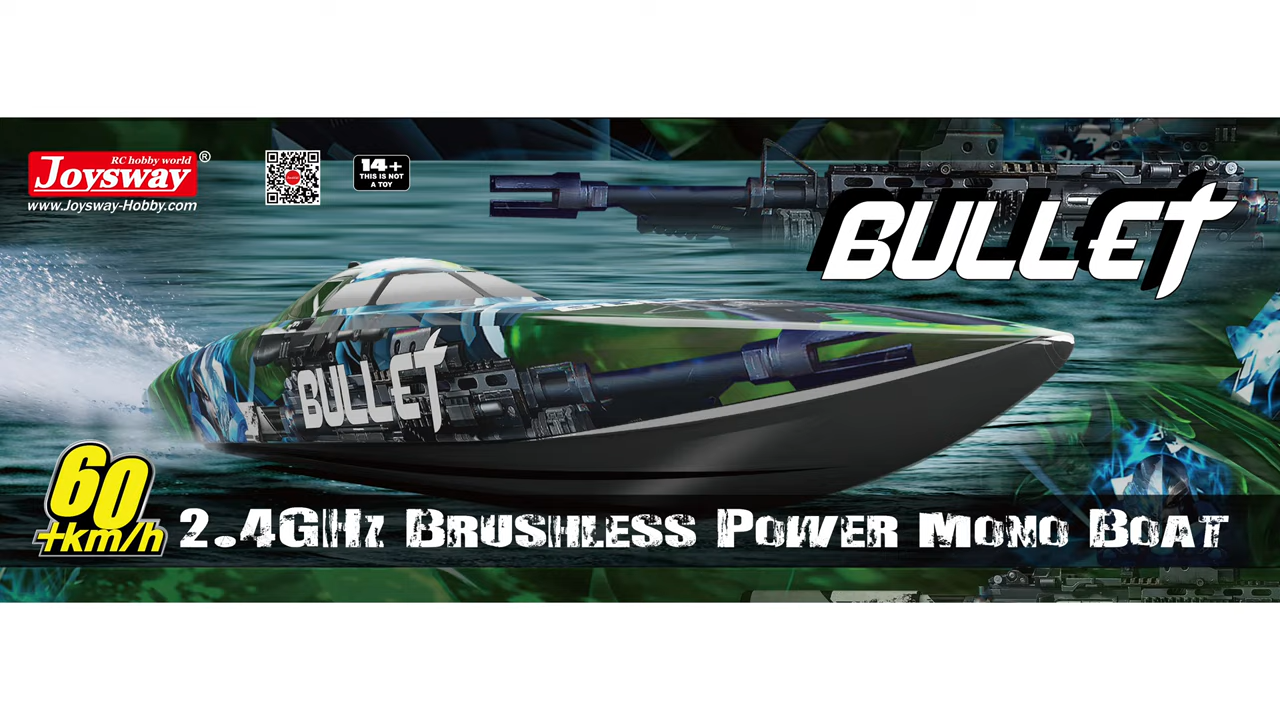 RC hobby world
Joysway®
www.Joysway-Hobby.com
14+
THIS IS NOT
A TOY
BULLET
BULLET
60
+km/h
2.4GHz Brushless Power Mono Boat